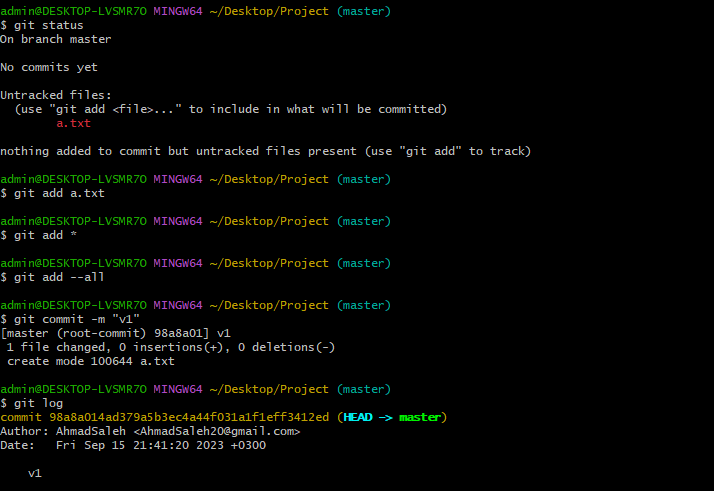 admin@DESKTOP-LVSMR7O MINGW64 ~/Desktop/Project (master)
$ git status
On branch master
No commits yet
Untracked files:
  (use "git add <file>..." to include in what will be committed)
        a.txt
nothing added to commit but untracked files present (use "git add" to track)
admin@DESKTOP-LVSMR7O MINGW64 ~/Desktop/Project (master)
$ git add a.txt
admin@DESKTOP-LVSMR7O MINGW64 ~/Desktop/Project (master)
$ git add *
admin@DESKTOP-LVSMR7O MINGW64 ~/Desktop/Project (master)
$ git add --all
admin@DESKTOP-LVSMR7O MINGW64 ~/Desktop/Project (master)
$ git commit -m "v1"
[master (root-commit) 98a8a01] v1
 1 file changed, 0 insertions(+), 0 deletions(-)
 create mode 100644 a.txt
admin@DESKTOP-LVSMR7O MINGW64 ~/Desktop/Project (master)
$ git log
commit 98a8a014ad379a5b3ec4a44f031a1f1eff3412ed (HEAD -> master)
Author: AhmadSaleh <AhmadSaleh20@gmail.com>
Date:   Fri Sep 15 21:41:20 2023 +0300
    v1